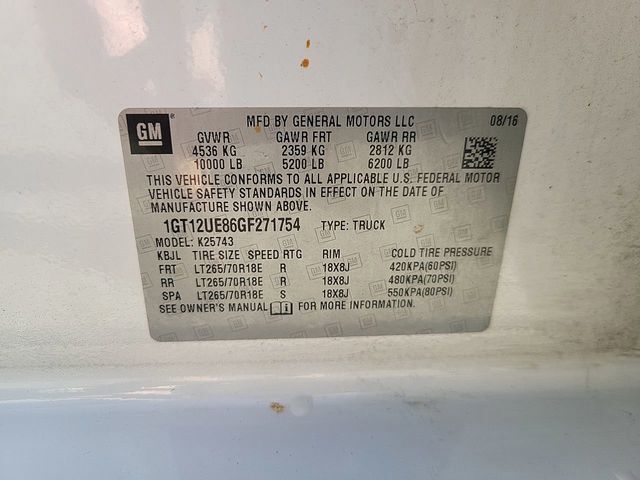 GM ® MFD BY GENERAL MOTORS LLC 08/16
GVWR GAWR FRT GAWR RR
4536 KG 2359 KG 2812 KG
10000 LB 5200 LB 6200 LB
THIS VEHICLE CONFORMS TO ALL APPLICABLE U.S. FEDERAL MOTOR
VEHICLE SAFETY STANDARDS IN EFFECT ON THE DATE OF
MANUFACTURE SHOWN ABOVE.
1GT12UE86GF271754 TYPE: TRUCK
MODEL: K25743
KBJL TIRE SIZE SPEED RTG RIM COLD TIRE PRESSURE
FRT LT265/70R18E R 18X8J 420KPA(60PSI)
RR LT265/70R18E R 18X8J 480KPA(70PSI)
SPA LT265/70R18E S 18X8J 550KPA(80PSI)
SEE OWNER'S MANUAL FOR MORE INFORMATION.